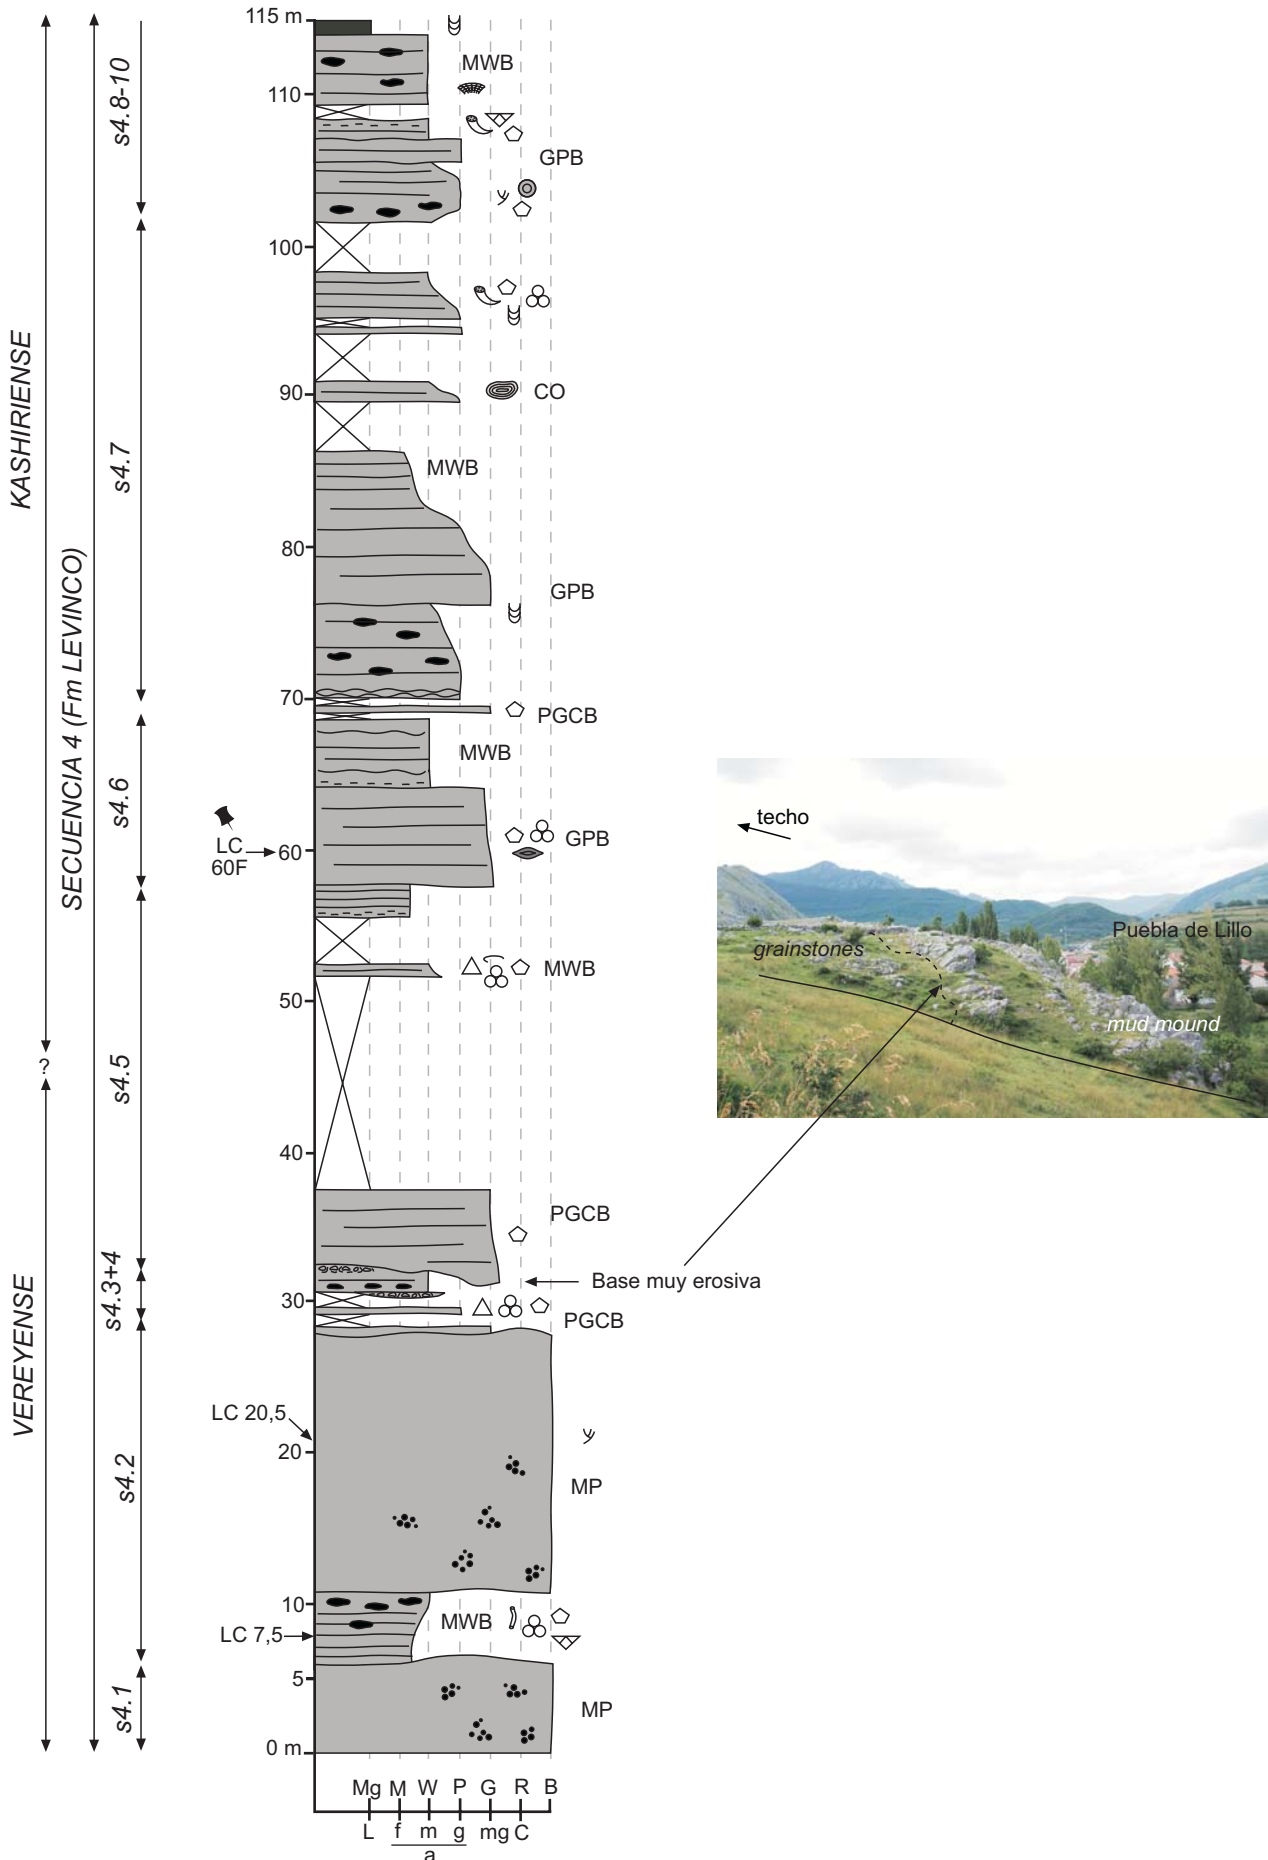 115 m
MWB
110
GPB
100
CO
90
MWB
80
GPB
70
PGCB
MWB
LC
60F
60
GPB
MWB
50
40
PGCB
Base muy erosiva
30
PGCB
LC 20,5
20
MP
10
MWB
LC 7,5
5
MP
0 m
Mg M W P G R B
L f m g mg C
a
KASHIRIENSE
?
VEREYENSE
SECUENCIA 4 (Fm LEVINCO)
s4.8-10
s4.7
s4.6
s4.5
s4.3+4
s4.2
s4.1
techo
Puebla de Lillo
grainstones
mud mound